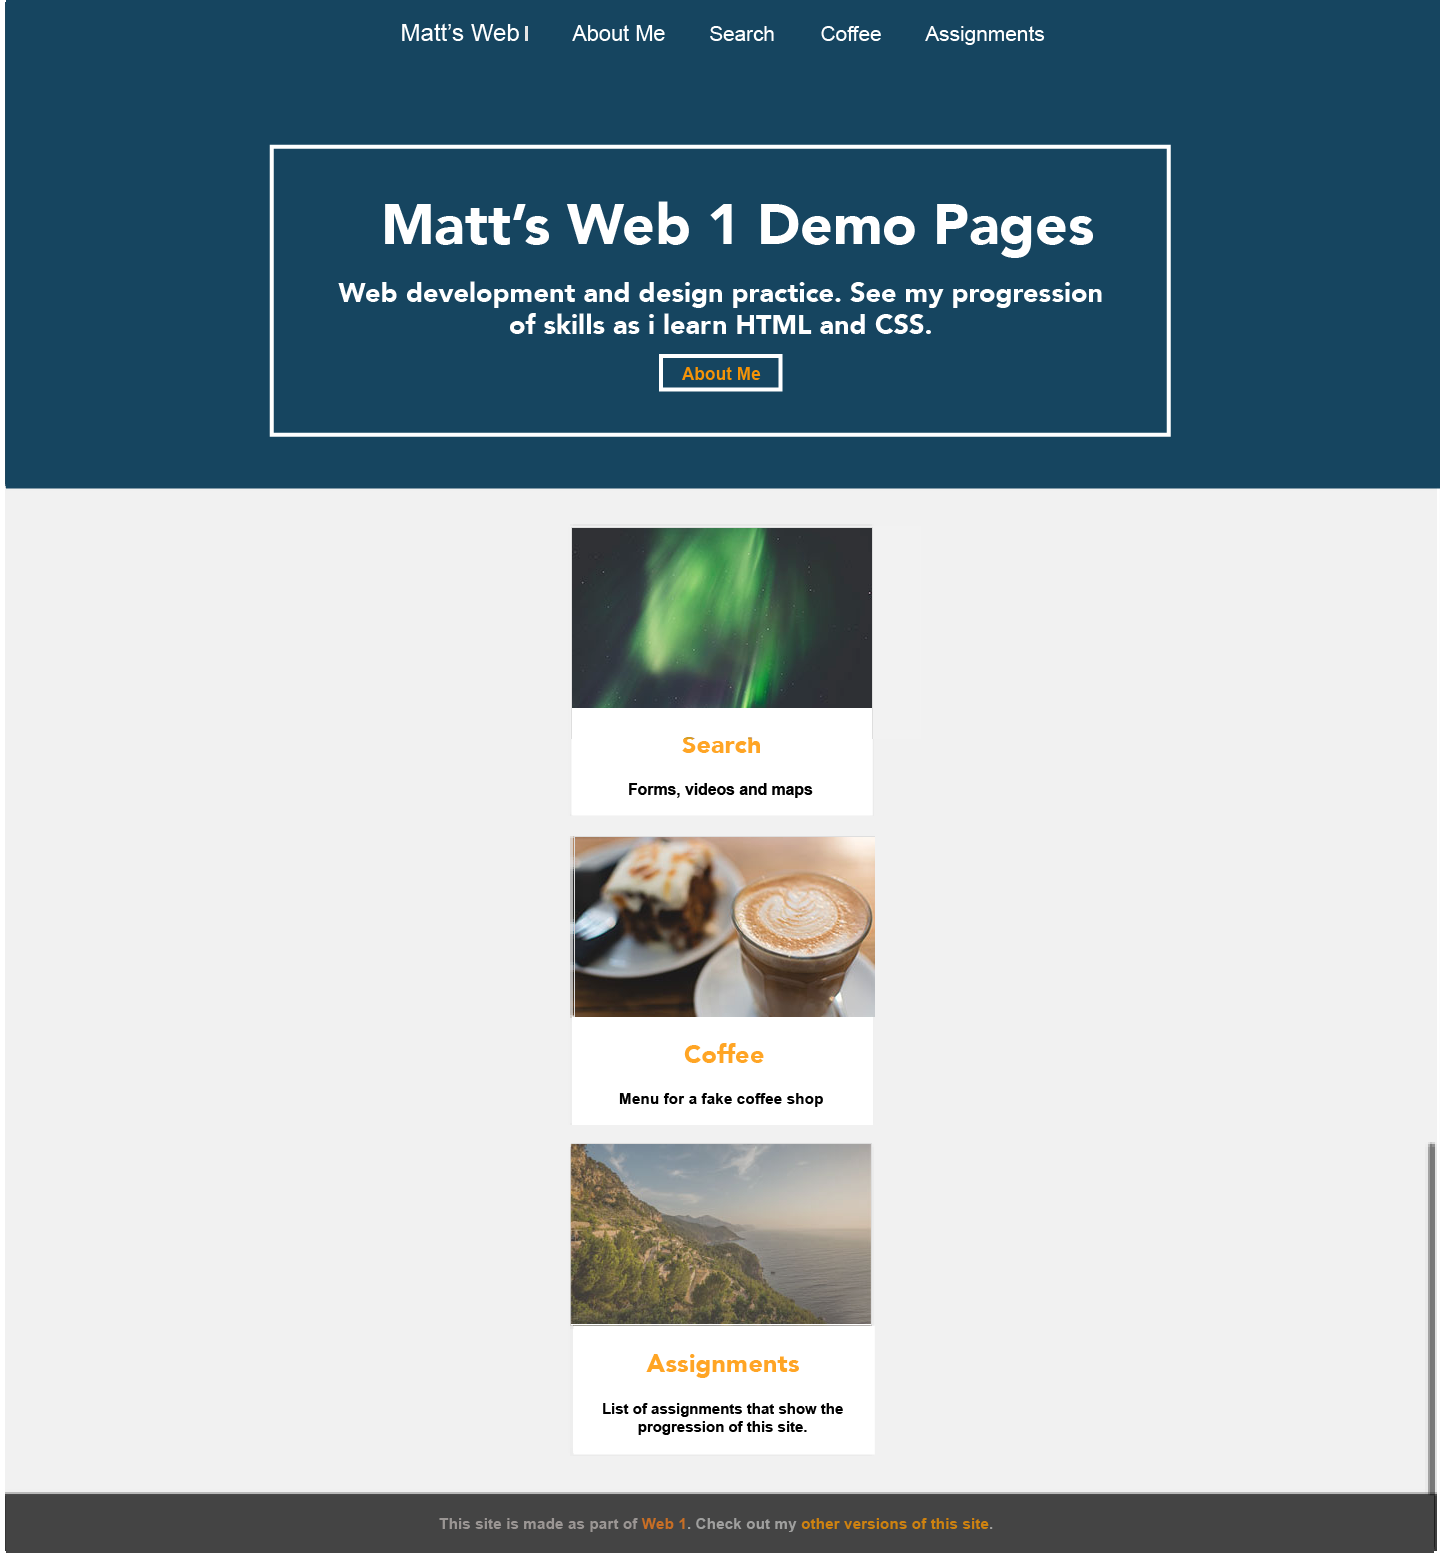 Matt's Web I About Me Search Coffee Assignments
Matt's Web 1 Demo Pages
Web development and design practice. See my progression
of skills as i learn HTML and CSS.
About Me
Search
Forms, videos and maps
Coffee
Menu for a fake coffee shop
Assignments
List of assignments that show the
progression of this site.
This site is made as part of Web 1. Check out my other versions of this site.